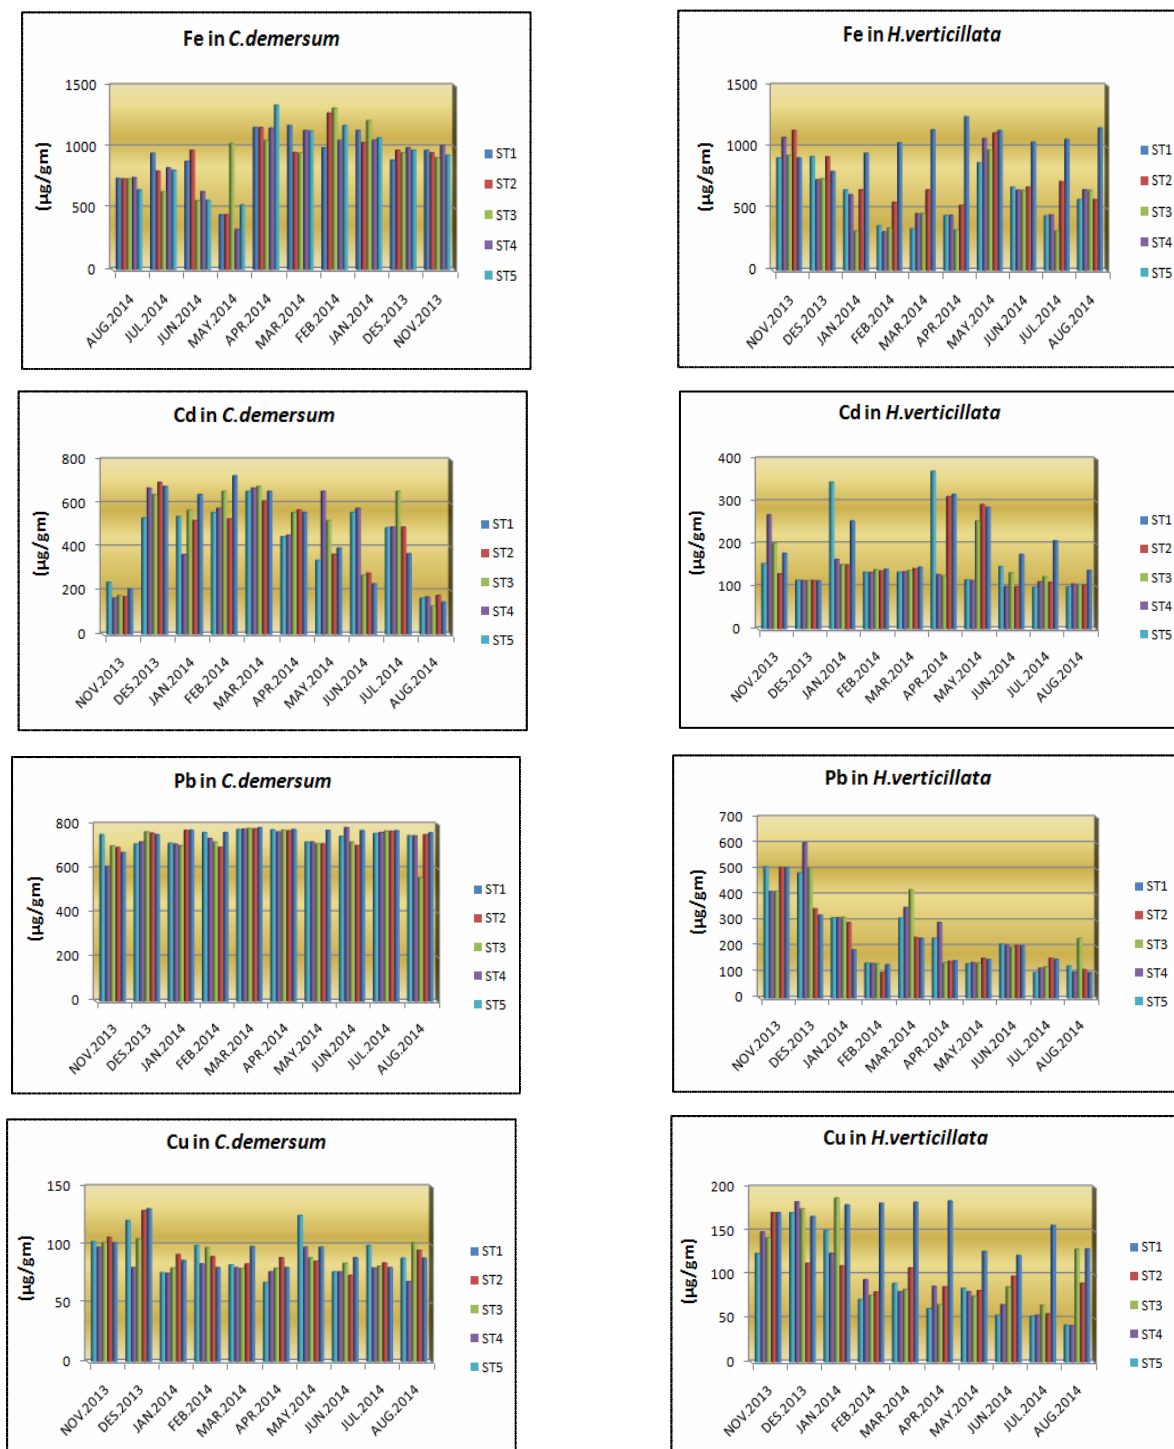 Fe in C.demersum
1500
1000
500
0
(µg/gm)
AUG.2014
JUL.2014
JUN.2014
MAY.2014
APR.2014
MAR.2014
FEB.2014
JAN.2014
DES.2013
NOV.2013
ST1
ST2
ST3
ST4
ST5
Fe in H.verticillata
1500
1000
500
0
(µg/gm)
NOV.2013
DES.2013
JAN.2014
FEB.2014
MAR.2014
APR.2014
MAY.2014
JUN.2014
JUL.2014
AUG.2014
ST1
ST2
ST3
ST4
ST5
Cd in C.demersum
800
600
400
200
0
(µg/gm)
NOV.2013
DES.2013
JAN.2014
FEB.2014
MAR.2014
APR.2014
MAY.2014
JUN.2014
JUL.2014
AUG.2014
ST1
ST2
ST3
ST4
ST5
Cd in H.verticillata
400
300
200
100
0
(µg/gm)
NOV.2013
DES.2013
JAN.2014
FEB.2014
MAR.2014
APR.2014
MAY.2014
JUN.2014
JUL.2014
AUG.2014
ST1
ST2
ST3
ST4
ST5
Pb in C.demersum
800
600
400
200
0
(µg/gm)
NOV.2013
DES.2013
JAN.2014
FEB.2014
MAR.2014
APR.2014
MAY.2014
JUN.2014
JUL.2014
AUG.2014
ST1
ST2
ST3
ST4
ST5
Pb in H.verticillata
700
600
500
400
300
200
100
0
(µg/gm)
NOV.2013
DES.2013
JAN.2014
FEB.2014
MAR.2014
APR.2014
MAY.2014
JUN.2014
JUL.2014
AUG.2014
ST1
ST2
ST3
ST4
ST5
Cu in C.demersum
150
100
50
0
(µg/gm)
NOV.2013
DES.2013
JAN.2014
FEB.2014
MAR.2014
APR.2014
MAY.2014
JUN.2014
JUL.2014
AUG.2014
ST1
ST2
ST3
ST4
ST5
Cu in H.verticillata
200
150
100
50
0
(µg/gm)
NOV.2013
DES.2013
JAN.2014
FEB.2014
MAR.2014
APR.2014
MAY.2014
JUN.2014
JUL.2014
AUG.2014
ST1
ST2
ST3
ST4
ST5